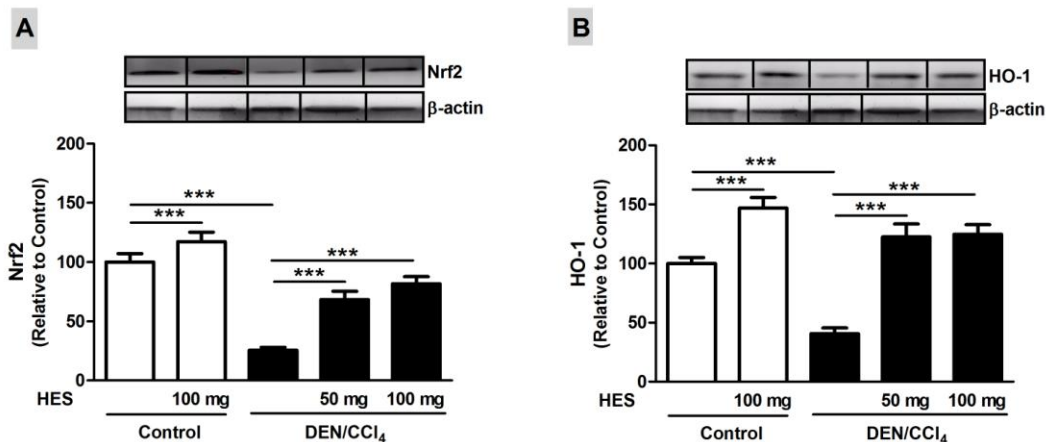 A
Nrf2
β-actin
200
150
100
50
0
Nrf2
(Relative to Control)
***
***
***
***
HES
100 mg
50 mg
100 mg
Control
DEN/CCl₄
B
HO-1
β-actin
200
150
100
50
0
HO-1
(Relative to Control)
***
***
***
***
HES
100 mg
50 mg
100 mg
Control
DEN/CCl₄